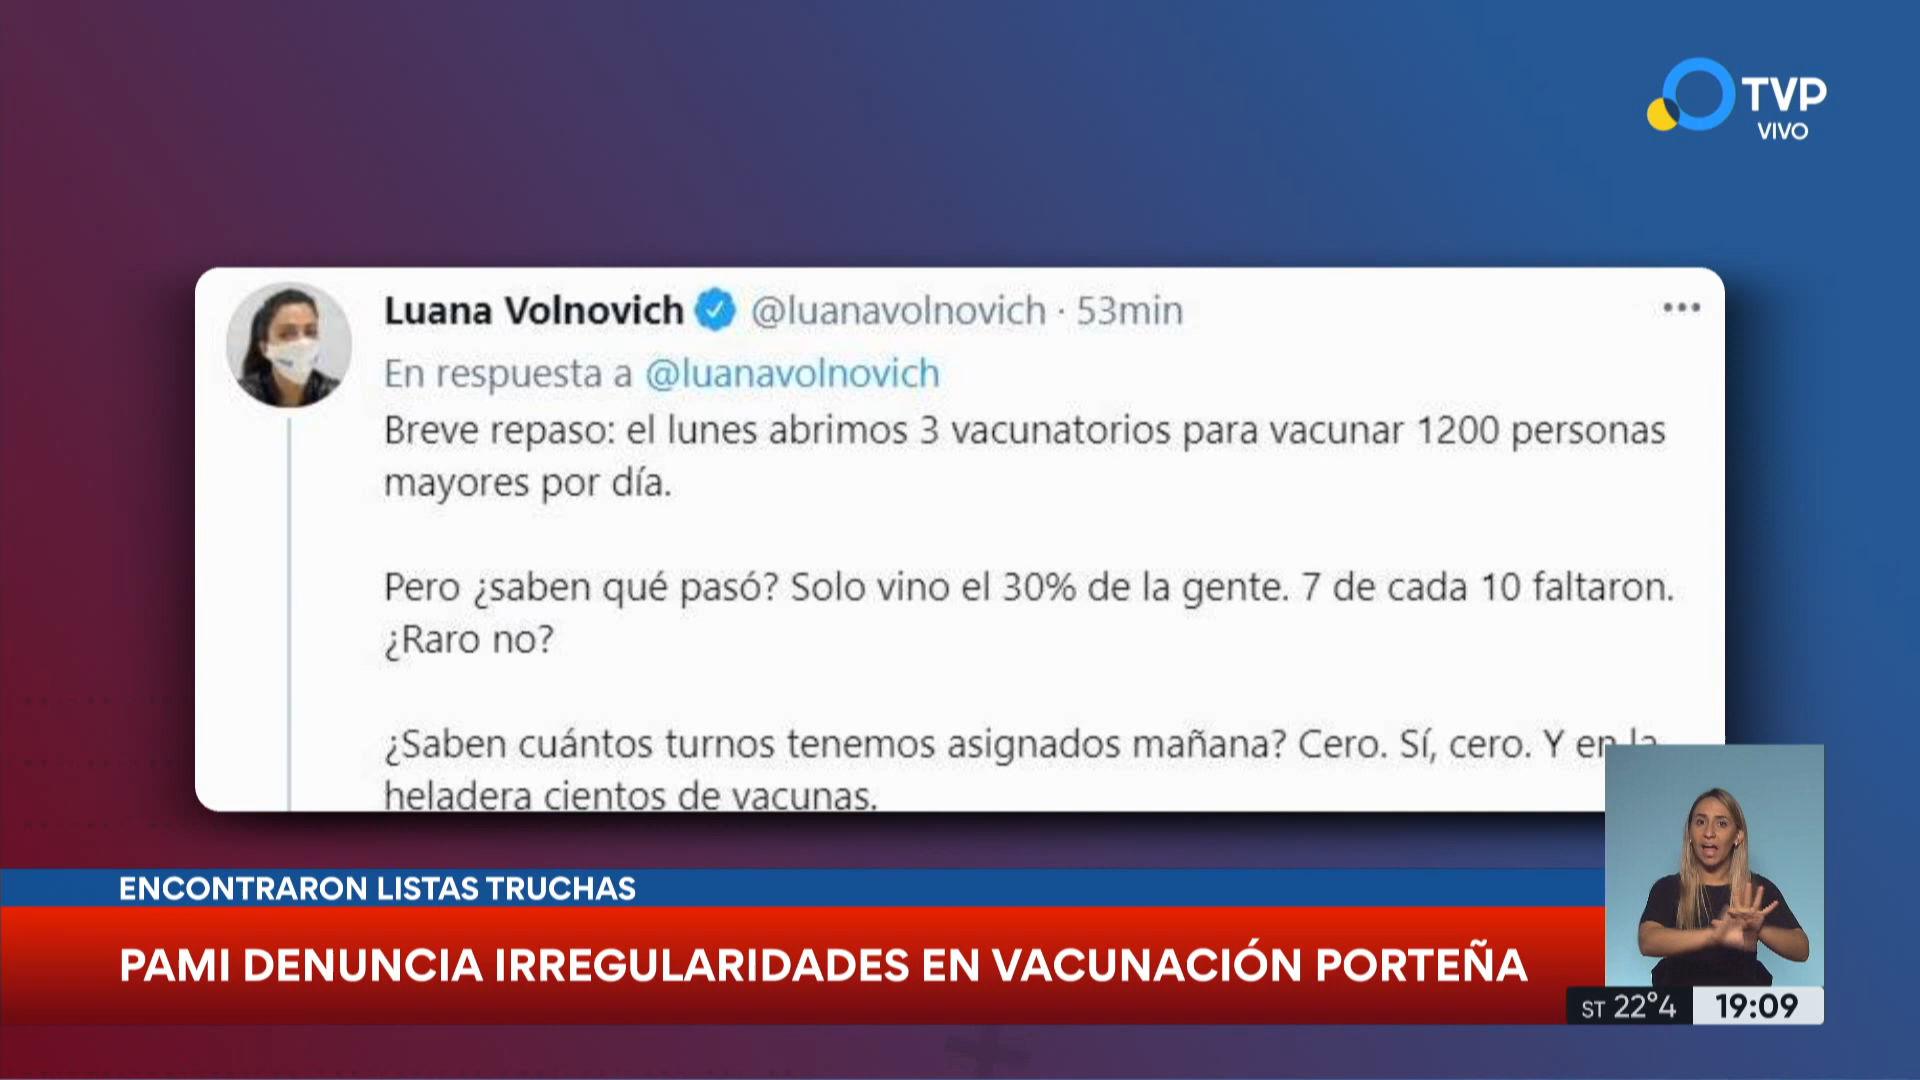 TVP
VIVO
Luana Volnovich @luanavolnovich · 53min
En respuesta a @luanavolnovich
Breve repaso: el lunes abrimos 3 vacunatorios para vacunar 1200 personas
mayores por día.
Pero ¿saben qué pasó? Solo vino el 30% de la gente. 7 de cada 10 faltaron.
¿Raro no?
¿Saben cuántos turnos tenemos asignados mañana? Cero. Sí, cero. Y en la
heladera cientos de vacunas.
ENCONTRARON LISTAS TRUCHAS
PAMI DENUNCIA IRREGULARIDADES EN VACUNACIÓN PORTEÑA
ST 22°4 19:09